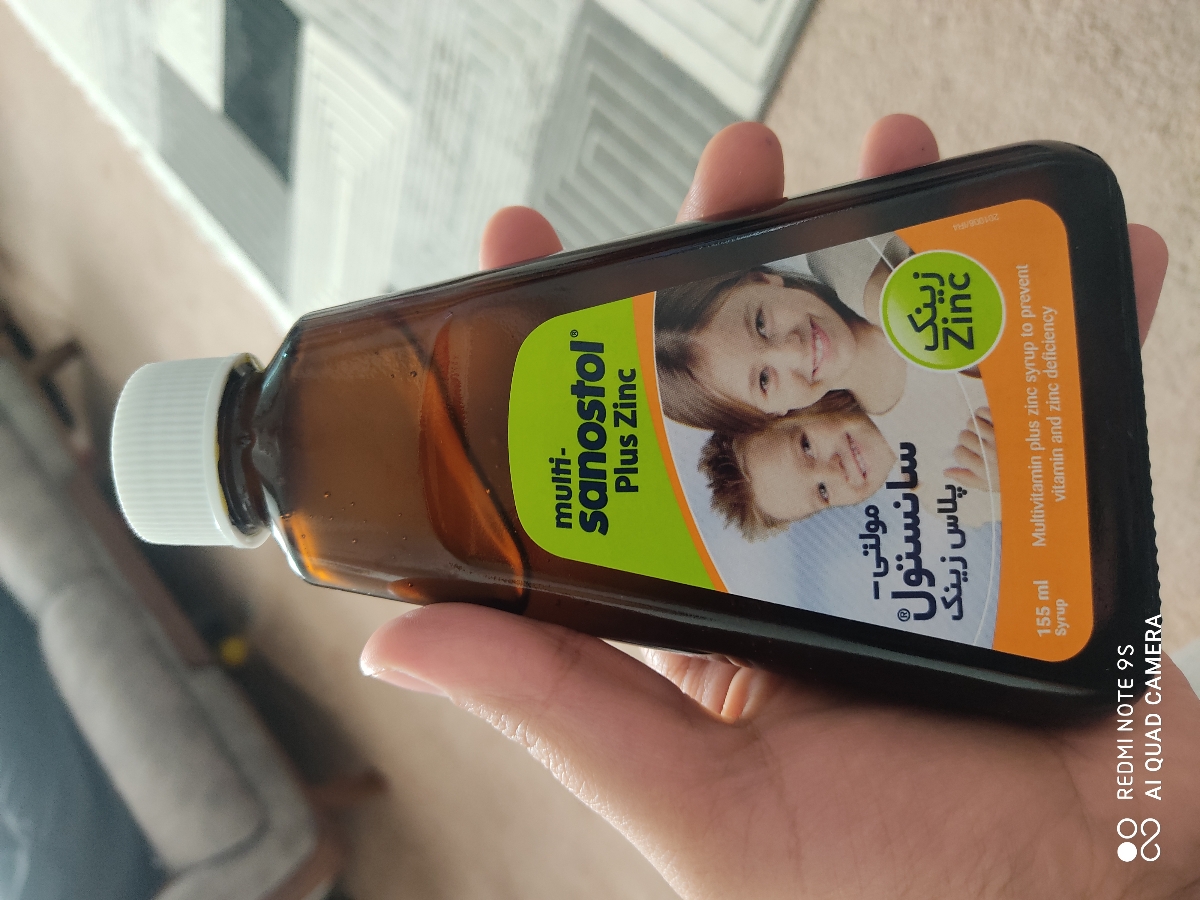 multi-
sanostol®
Plus Zinc
زینک
Zinc
مولتی-
سانستول®
پلاس زینک
Multivitamin plus zinc syrup to prevent
vitamin and zinc deficiency
155 ml
Syrup
REDMI NOTE 9S
AI QUAD CAMERA